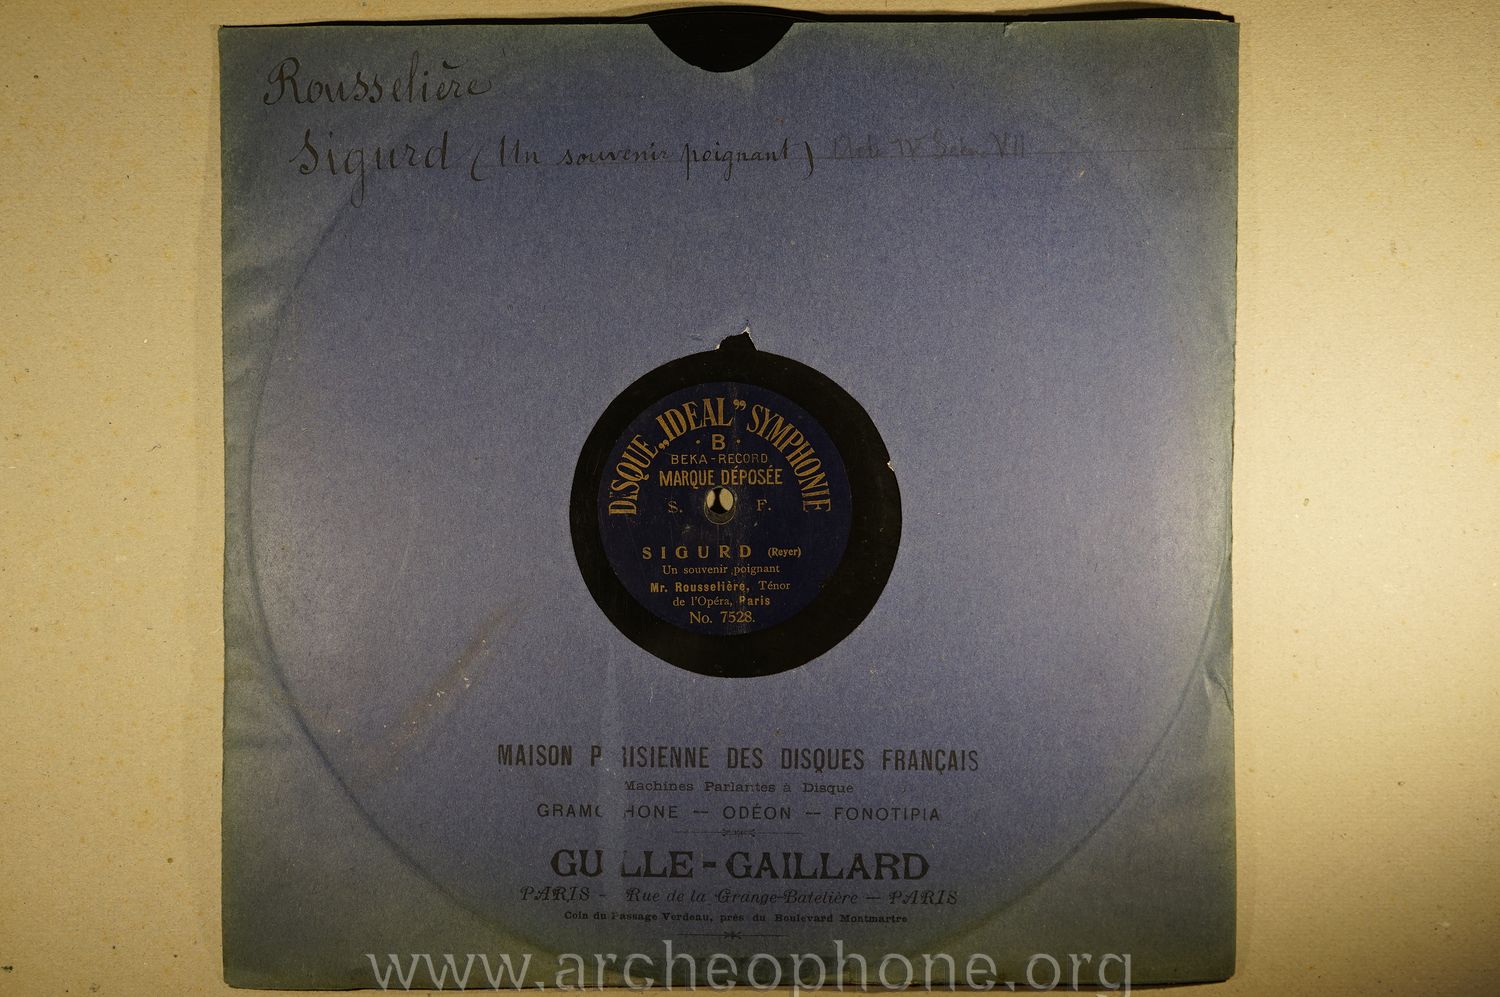 Rousselière
Sigurd (Un souvenir poignant) IV VII
DISQUE „IDEAL” SYMPHONIE
· B ·
BEKA-RECORD
MARQUE DÉPOSÉE
S. F.
SIGURD (Reyer)
Un souvenir poignant
Mr. Rousselière, Ténor
de l'Opéra, Paris
No. 7528.
MAISON P RISIENNE DES DISQUES FRANÇAIS
Machines Parlantes à Disque
GRAMO HONE — ODÉON — FONOTIPIA
GU LLE-GAILLARD
PARIS - Rue de la Grange-Batelière — PARIS
Coin du Passage Verdeau, près du Boulevard Montmartre
www.archeophone.org